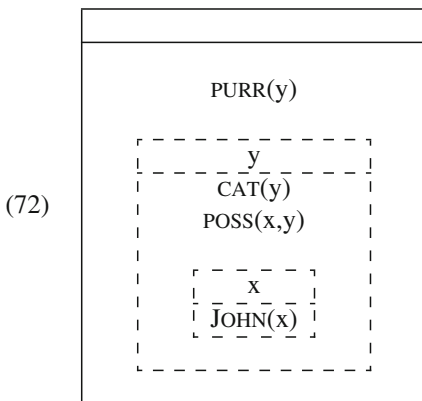 PURR(y)
y
CAT(y)
(72)
POSS(x,y)
x
JOHN(x)